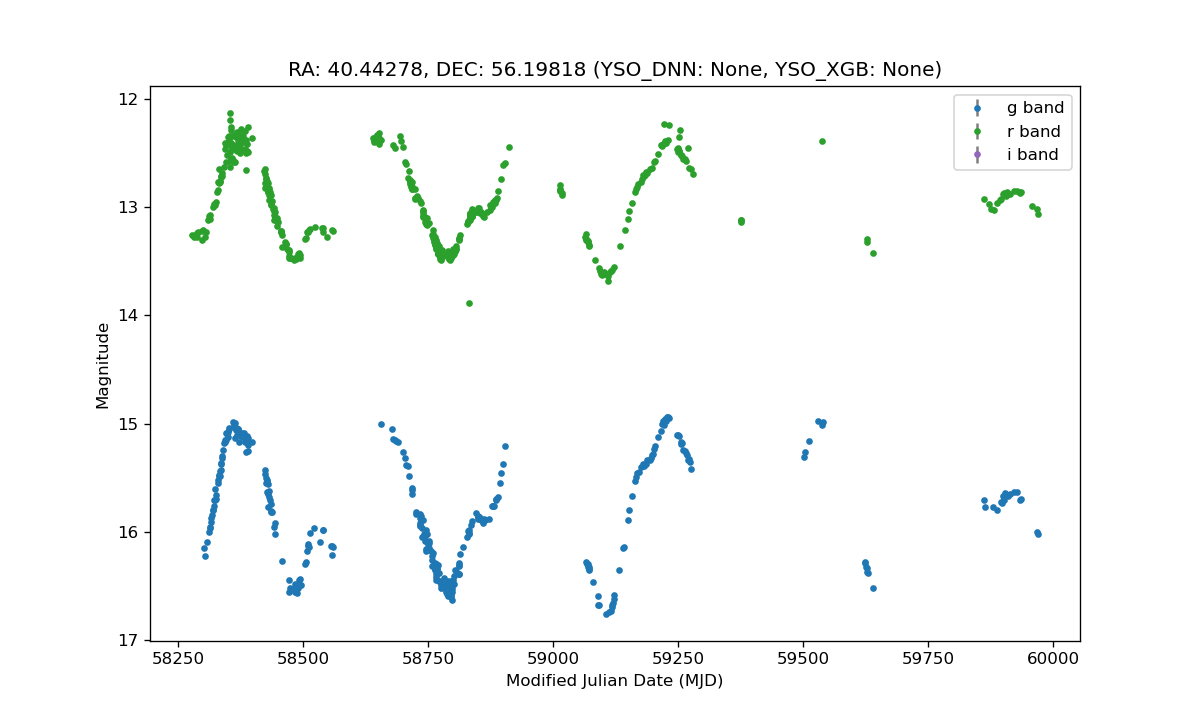 RA: 40.44278, DEC: 56.19818 (YSO_DNN: None, YSO_XGB: None)
g band
r band
i band
Magnitude
12
13
14
15
16
17
58250 58500 58750 59000 59250 59500 59750 60000
Modified Julian Date (MJD)